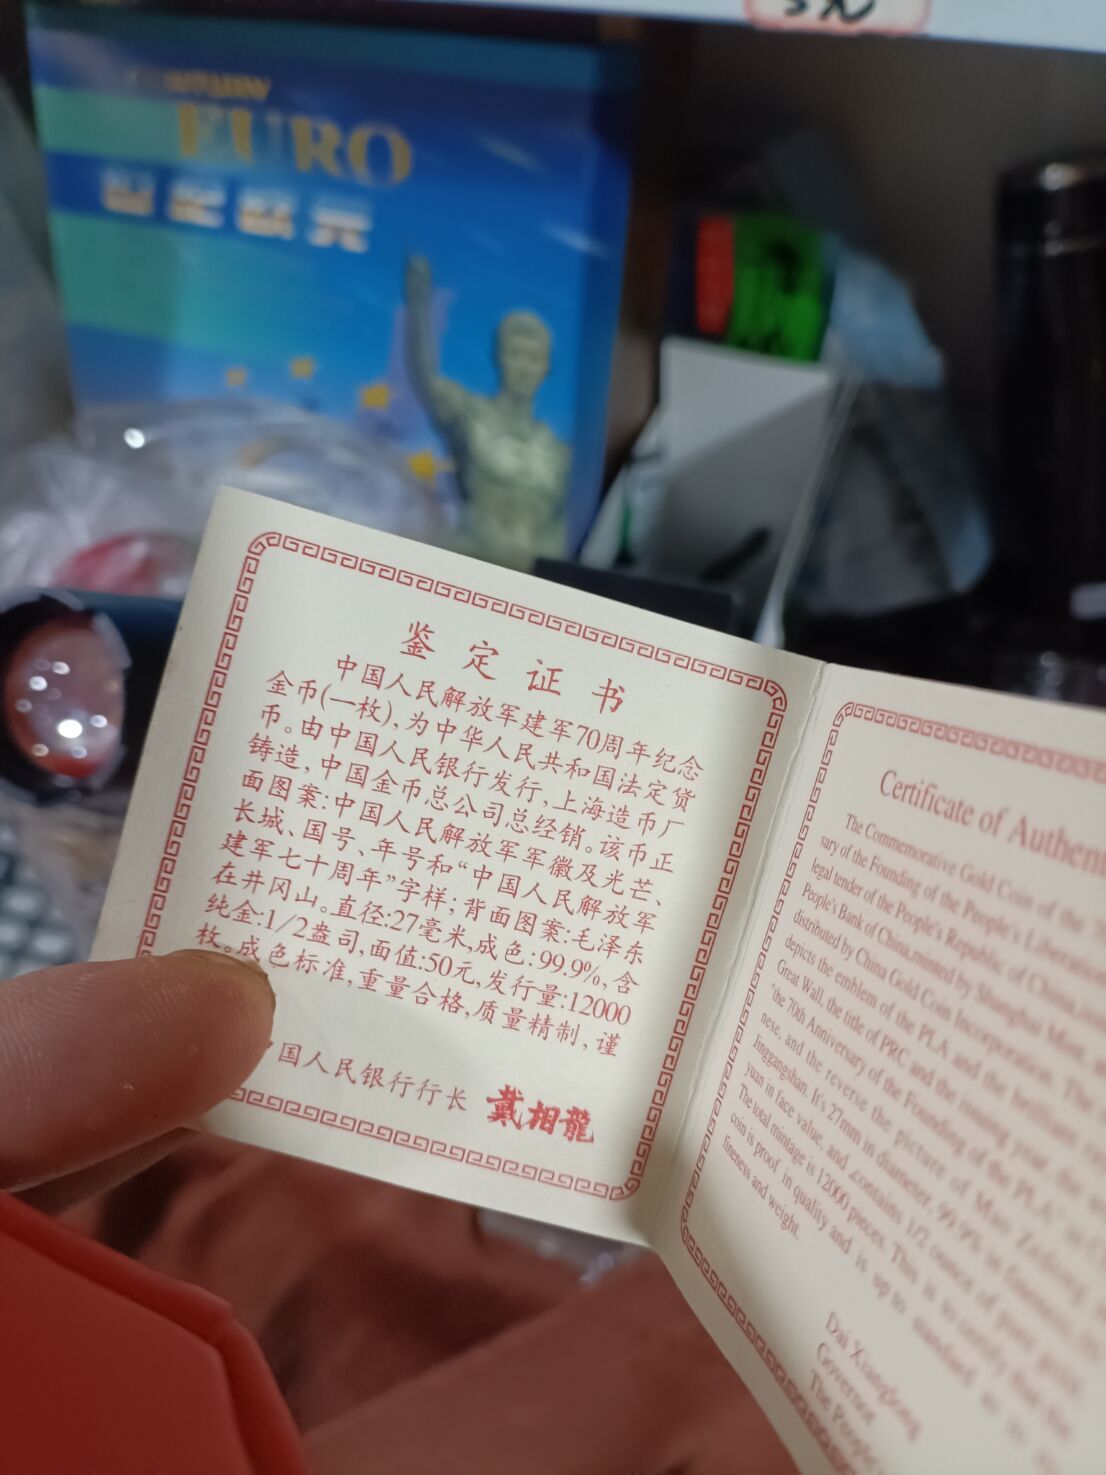 EURO
鉴定证书
中国人民解放军建军70周年纪念
金币(一枚),为中华人民共和国法定货
币。由中国人民银行发行,上海造币厂
铸造,中国金币总公司总经销。该币正
面图案:中国人民解放军军徽及光芒、
长城、国号、年号和“中国人民解放军
建军七十周年”字样;背面图案:毛泽东
在井冈山。直径:27毫米,成色:99.9%,含
纯金:1/2盎司,面值:50元,发行量:12000
枚。成色标准,重量合格,质量精制,谨
国人民银行行长 戴相龍
Certificate of Authent
The Commemorative Gold Coin of the 7
sary of the Founding of the People's Liberation
legal tender of the People's Republic of China,
People's Bank of China,minted by Shanghai Mint,
distributed by China Gold Coin Incorporation. The
depicts the emblem of the PLA and the brilliant
Great Wall, the title of PRC and the issuing year,
"the 70th Anniversary of the Founding of the PLA" in
nese, and the reverse the picture of Mao Zedong
Jinggangshan. It's 27mm in diameter, 99.9% in fineness,
yuan in face value, and contains 1/2 ounce of pure gold.
The total mintage is 12000 pieces. This is to certify that the
coin is proof in quality and is up to standard in
fineness and weight.
Dai Xianglong
Governor
The People's